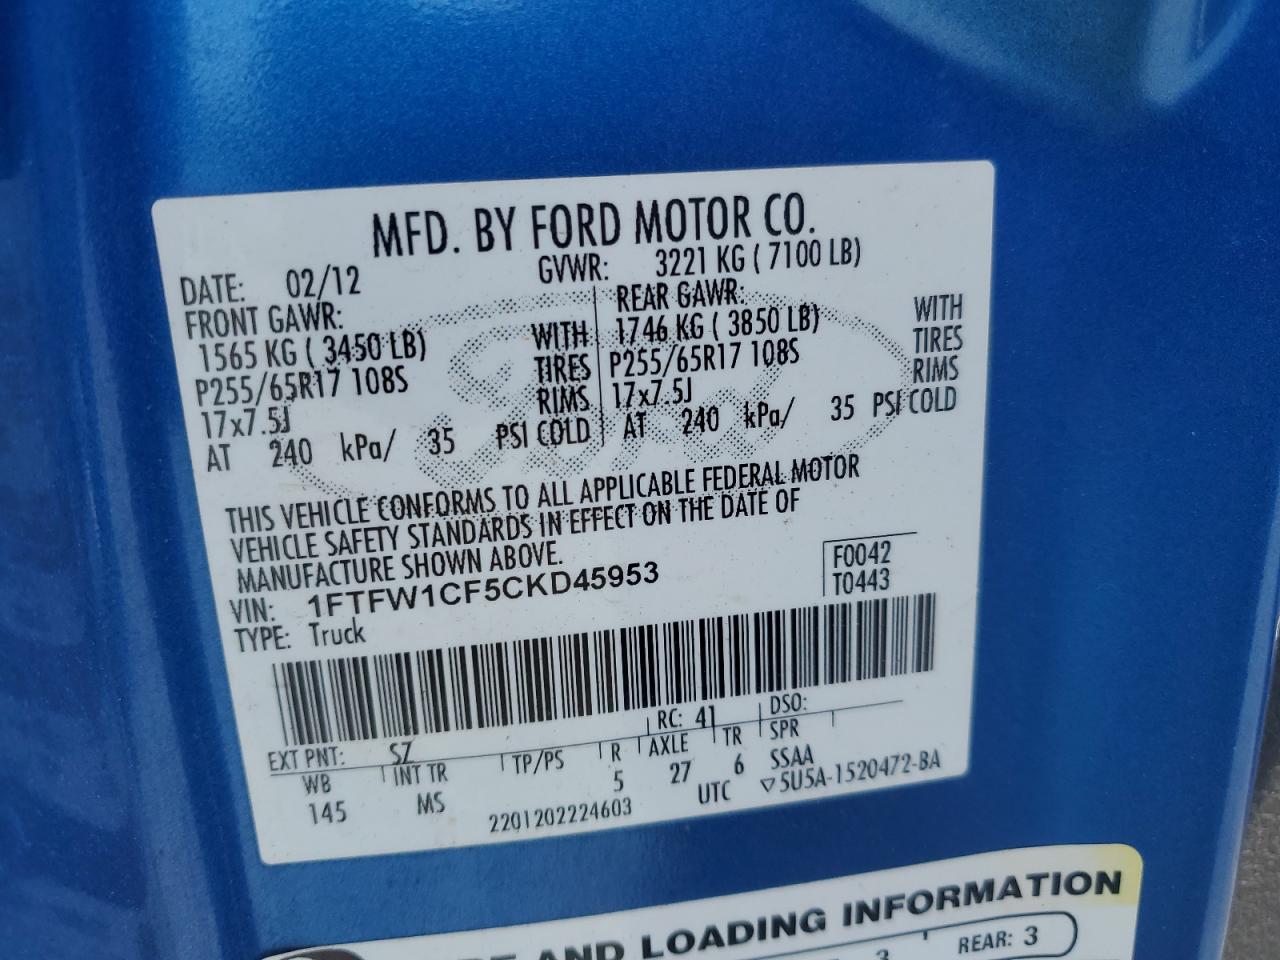 MFD. BY FORD MOTOR CO.
DATE: 02/12 GVWR: 3221 KG ( 7100 LB)
FRONT GAWR: REAR GAWR:
1565 KG ( 3450 LB) WITH 1746 KG ( 3850 LB) WITH
P255/65R17 108S TIRES P255/65R17 108S TIRES
17x7.5J RIMS 17x7.5J RIMS
AT 240 kPa/ 35 PSI COLD AT 240 kPa/ 35 PSI COLD
THIS VEHICLE CONFORMS TO ALL APPLICABLE FEDERAL MOTOR
VEHICLE SAFETY STANDARDS IN EFFECT ON THE DATE OF
MANUFACTURE SHOWN ABOVE.
VIN: 1FTFW1CF5CKD45953 F0042
TYPE: Truck T0443
EXT PNT: SZ RC: 41 DSO:
WB INT TR TP/PS R AXLE TR SPR
145 MS 5 27 6 SSAA
2201202224603 UTC ▽5U5A-1520472-BA
AND LOADING INFORMATION
3 REAR: 3